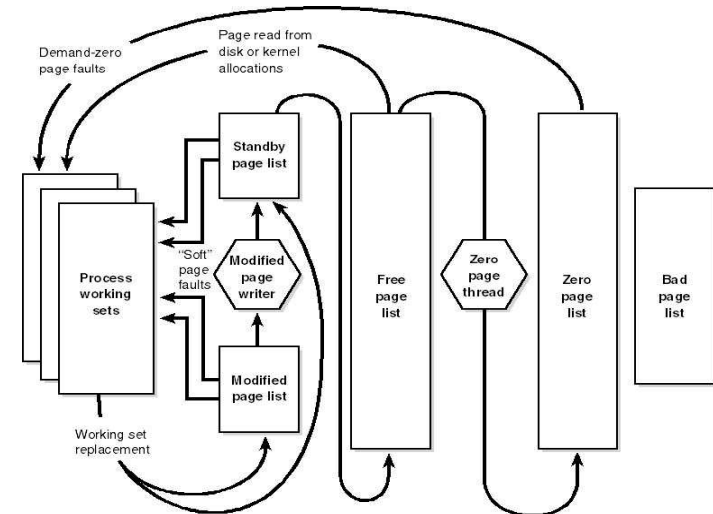 Demand-zero
page faults
Page read from
disk or kernel
allocations
Standby
page list
Process
working
sets
“Soft”
page
faults
Modified
page
writer
Free
page
list
Zero
page
thread
Zero
page
list
Bad
page
list
Modified
page list
Working set
replacement